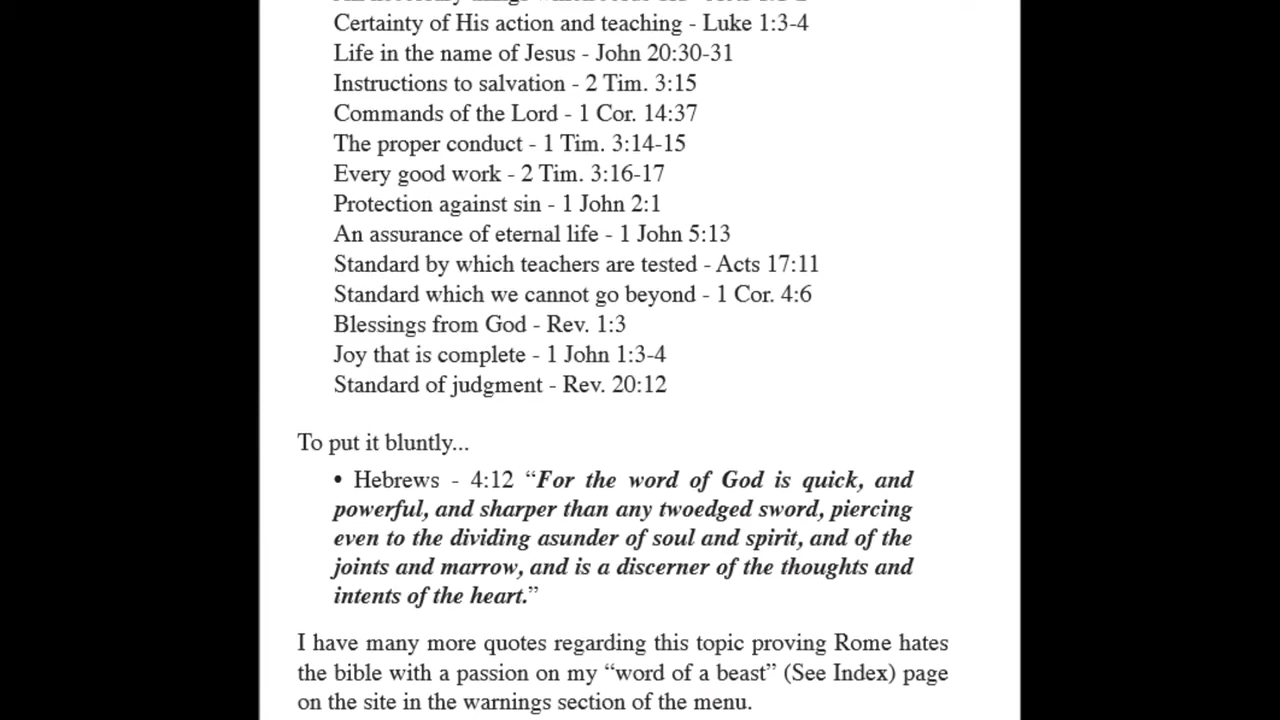 Certainty of His action and teaching - Luke 1:3-4
Life in the name of Jesus - John 20:30-31
Instructions to salvation - 2 Tim. 3:15
Commands of the Lord - 1 Cor. 14:37
The proper conduct - 1 Tim. 3:14-15
Every good work - 2 Tim. 3:16-17
Protection against sin - 1 John 2:1
An assurance of eternal life - 1 John 5:13
Standard by which teachers are tested - Acts 17:11
Standard which we cannot go beyond - 1 Cor. 4:6
Blessings from God - Rev. 1:3
Joy that is complete - 1 John 1:3-4
Standard of judgment - Rev. 20:12
To put it bluntly...
• Hebrews - 4:12 “For the word of God is quick, and
powerful, and sharper than any twoedged sword, piercing
even to the dividing asunder of soul and spirit, and of the
joints and marrow, and is a discerner of the thoughts and
intents of the heart.”
I have many more quotes regarding this topic proving Rome hates
the bible with a passion on my “word of a beast” (See Index) page
on the site in the warnings section of the menu.